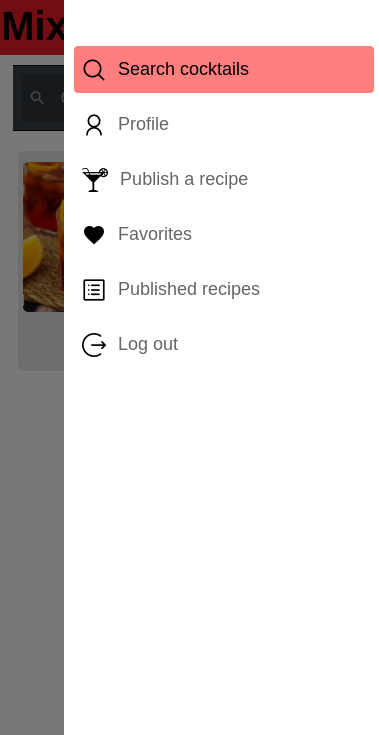 Mix
Search cocktails
Profile
Publish a recipe
Favorites
Published recipes
Log out